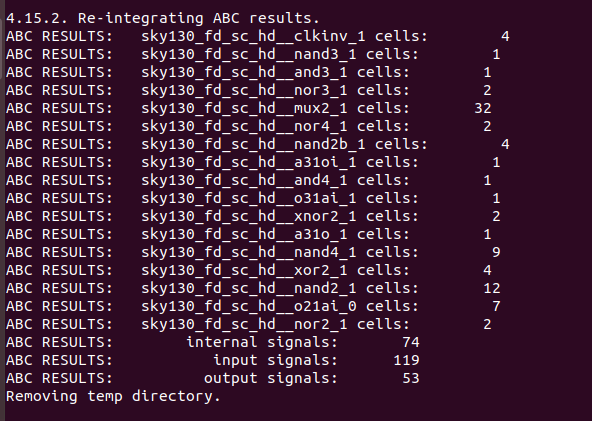 4.15.2. Re-integrating ABC results.
ABC RESULTS:   sky130_fd_sc_hd__clkinv_1 cells:        4
ABC RESULTS:   sky130_fd_sc_hd__nand3_1 cells:         1
ABC RESULTS:   sky130_fd_sc_hd__and3_1 cells:        1
ABC RESULTS:   sky130_fd_sc_hd__nor3_1 cells:        2
ABC RESULTS:   sky130_fd_sc_hd__mux2_1 cells:       32
ABC RESULTS:   sky130_fd_sc_hd__nor4_1 cells:        2
ABC RESULTS:   sky130_fd_sc_hd__nand2b_1 cells:        4
ABC RESULTS:   sky130_fd_sc_hd__a31oi_1 cells:        1
ABC RESULTS:   sky130_fd_sc_hd__and4_1 cells:        1
ABC RESULTS:   sky130_fd_sc_hd__o31ai_1 cells:        1
ABC RESULTS:   sky130_fd_sc_hd__xnor2_1 cells:        2
ABC RESULTS:   sky130_fd_sc_hd__a31o_1 cells:        1
ABC RESULTS:   sky130_fd_sc_hd__nand4_1 cells:        9
ABC RESULTS:   sky130_fd_sc_hd__xor2_1 cells:        4
ABC RESULTS:   sky130_fd_sc_hd__nand2_1 cells:       12
ABC RESULTS:   sky130_fd_sc_hd__o21ai_0 cells:        7
ABC RESULTS:   sky130_fd_sc_hd__nor2_1 cells:        2
ABC RESULTS:        internal signals:       74
ABC RESULTS:           input signals:      119
ABC RESULTS:          output signals:       53
Removing temp directory.